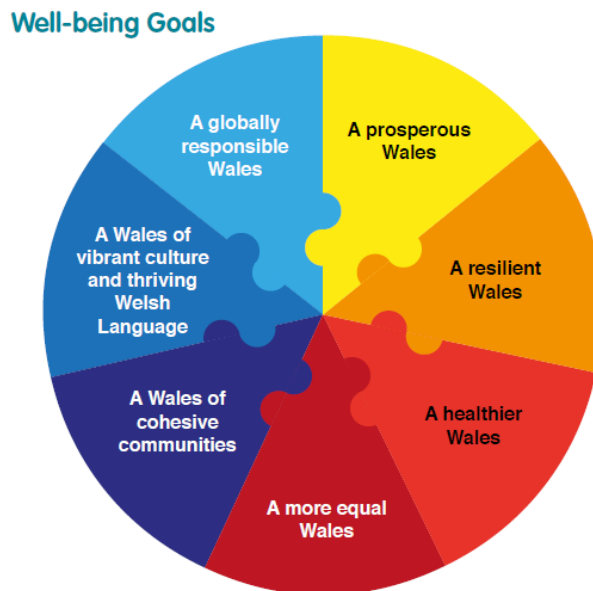 Well-being Goals
A globally
responsible
Wales
A prosperous
Wales
A resilient
Wales
A healthier
Wales
A more equal
Wales
A Wales of
cohesive
communities
A Wales of
vibrant culture
and thriving
Welsh
Language